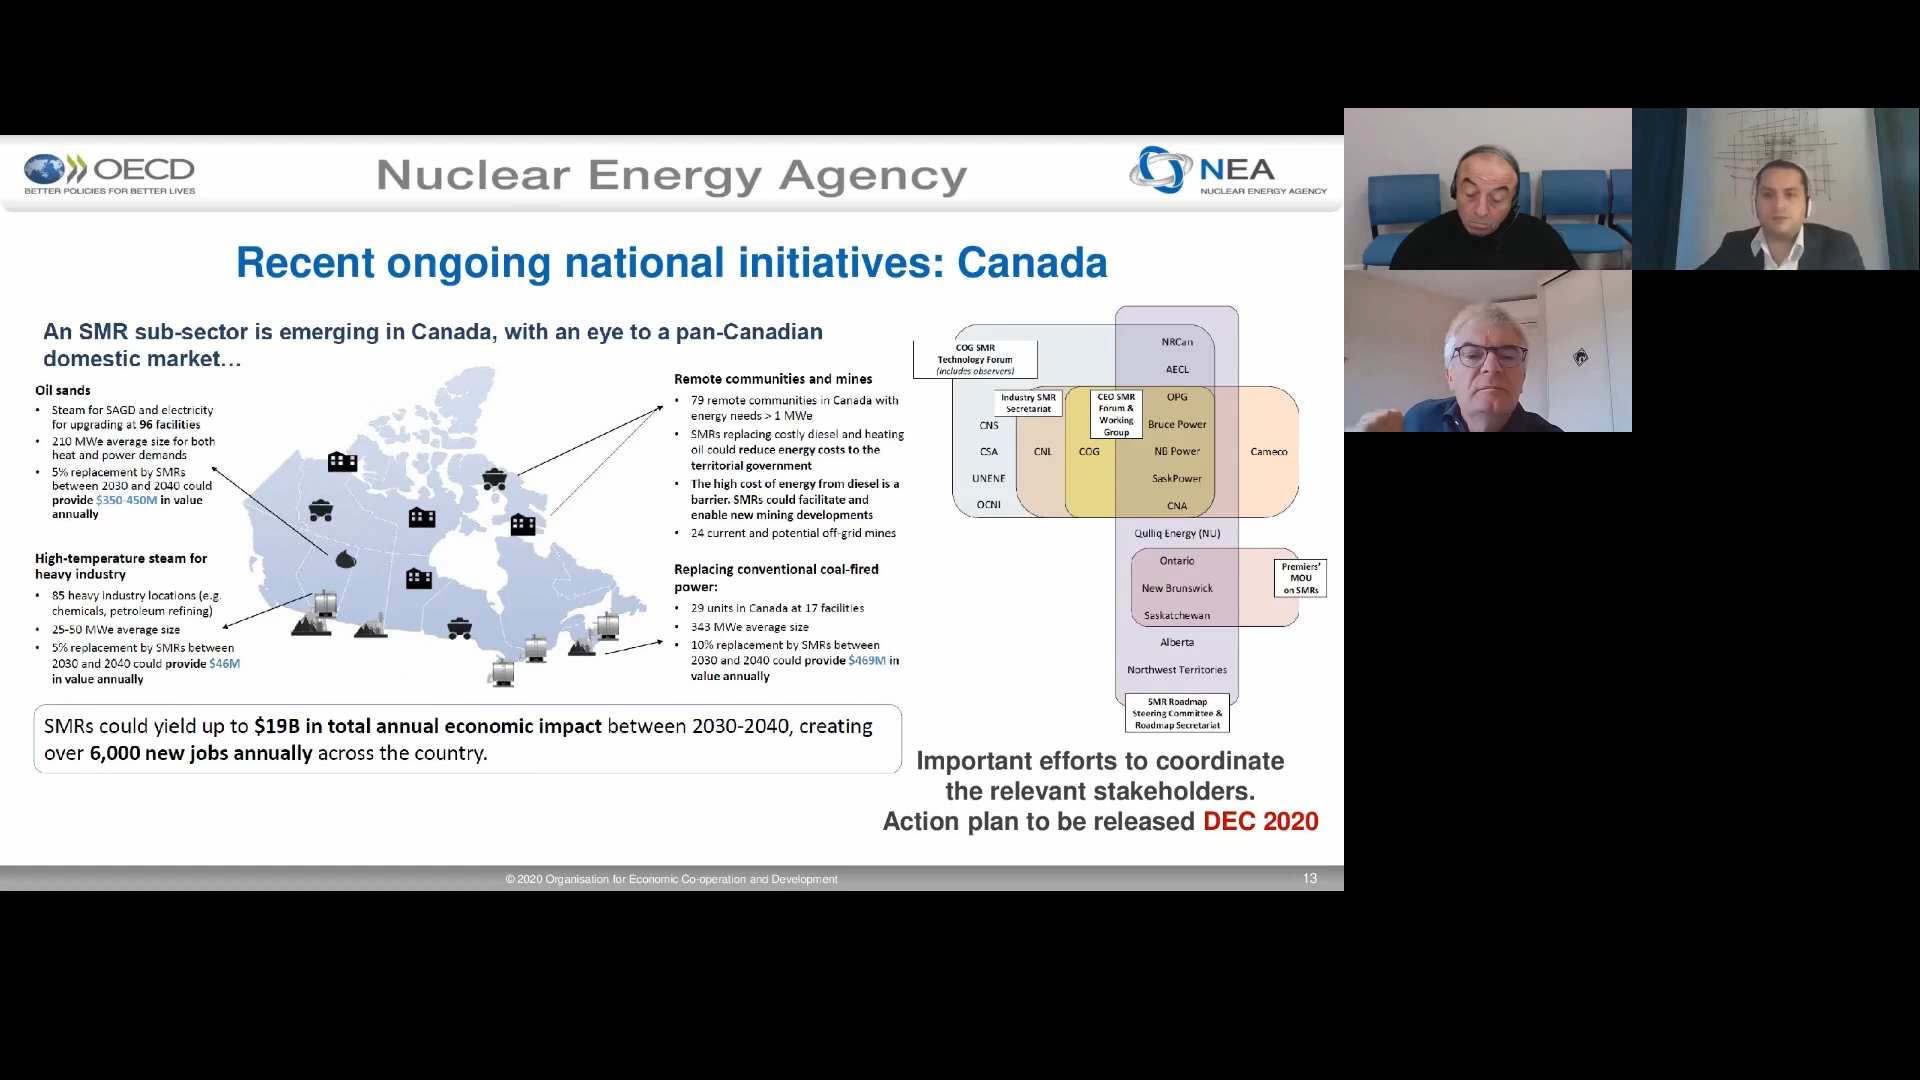 OECD
BETTER POLICIES FOR BETTER LIVES
Nuclear Energy Agency
NEA
NUCLEAR ENERGY AGENCY
Recent ongoing national initiatives: Canada
An SMR sub-sector is emerging in Canada, with an eye to a pan-Canadian
domestic market…
Oil sands
• Steam for SAGD and electricity
for upgrading at 96 facilities
• 210 MWe average size for both
heat and power demands
• 5% replacement by SMRs
between 2030 and 2040 could
provide $350-450M in value
annually
High-temperature steam for
heavy industry
• 85 heavy industry locations (e.g.
chemicals, petroleum refining)
• 25-50 MWe average size
• 5% replacement by SMRs between
2030 and 2040 could provide $46M
in value annually
Remote communities and mines
• 79 remote communities in Canada with
energy needs > 1 MWe
• SMRs replacing costly diesel and heating
oil could reduce energy costs to the
territorial government
• The high cost of energy from diesel is a
barrier. SMRs could facilitate and
enable new mining developments
• 24 current and potential off-grid mines
Replacing conventional coal-fired
power:
• 29 units in Canada at 17 facilities
• 343 MWe average size
• 10% replacement by SMRs between
2030 and 2040 could provide $469M in
value annually
SMRs could yield up to $19B in total annual economic impact between 2030-2040, creating
over 6,000 new jobs annually across the country.
COG SMR
Technology Forum
(includes observers)
Industry SMR
Secretariat
CEO SMR
Forum &
Working
Group
CNS
CSA
UNENE
OCNI
CNL
COG
NRCan
AECL
OPG
Bruce Power
NB Power
SaskPower
CNA
Cameco
Qulliq Energy (NU)
Ontario
New Brunswick
Saskatchewan
Premiers'
MOU
on SMRs
Alberta
Northwest Territories
SMR Roadmap
Steering Committee &
Roadmap Secretariat
Important efforts to coordinate
the relevant stakeholders.
Action plan to be released DEC 2020
© 2020 Organisation for Economic Co-operation and Development
13